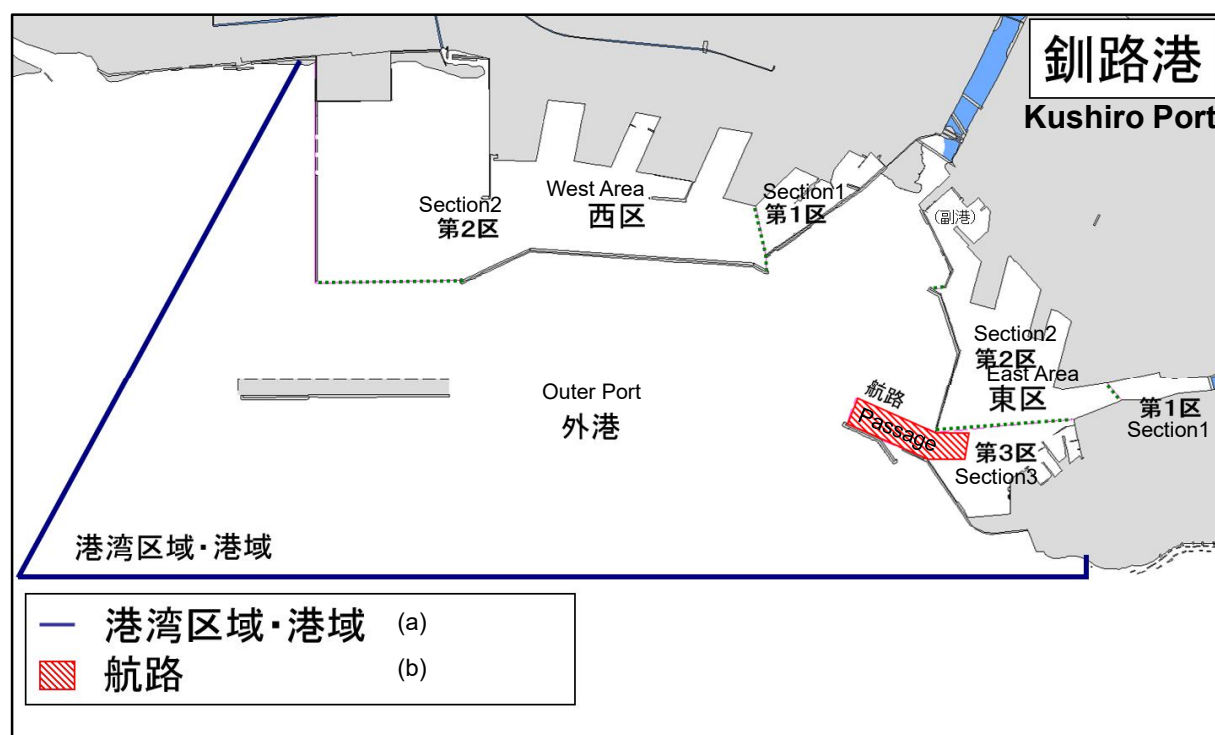 釧路港
Kushiro Port
West Area
西区
Section1
第1区
Section2
第2区
(副港)
Section2
第2区
East Area
東区
航路
Passage
Outer Port
外港
第1区
Section1
第3区
Section3
港湾区域・港域
港湾区域・港域 (a)
航路 (b)